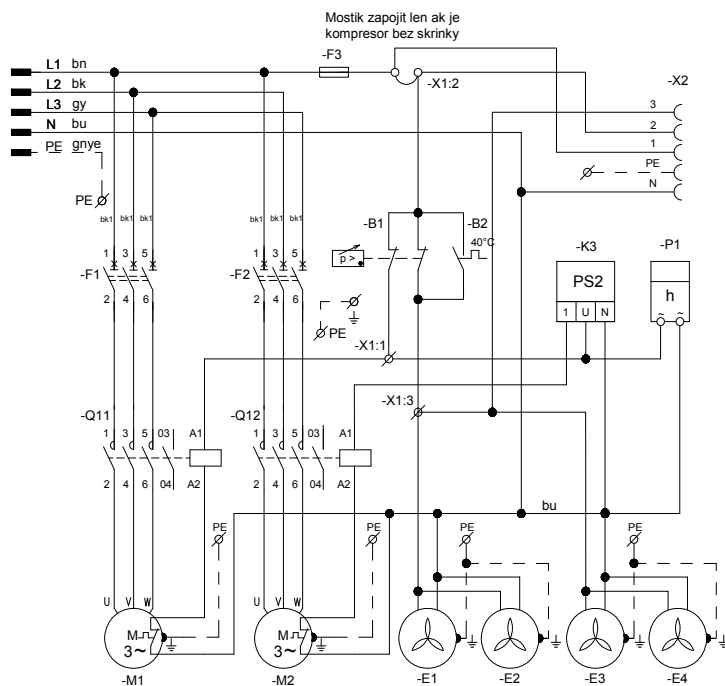 Mostik zapojit len ak je
kompresor bez skrinky
L1 bn
-F3
-X1:2
-X2
L2 bk
L3 gy
3
N bu
2
PE gnye
1
PE
N
PE
bk1 bk1 bk1
bk1 bk1 bk1
-B1
-B2
40°C
p >
-K3
-P1
PS2
h
1 U N
~ ~
-F1
1 3 5
2 4 6
-F2
1 3 5
2 4 6
PE
-X1:1
-X1:3
-Q11
1 3 5 03
A1
2 4 6 04
A2
-Q12
1 3 5 03
A1
2 4 6 04
A2
bu
PE
PE
PE
PE
U V W
U V W
M
3~
M
3~
-M1
-M2
-E1
-E2
-E3
-E4